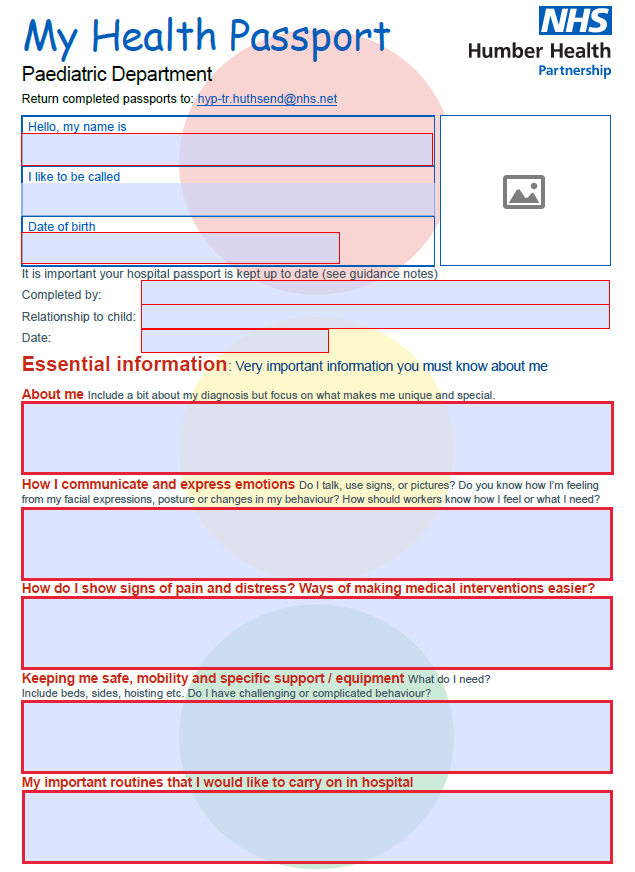 My Health Passport
NHS
Humber Health
Partnership
Paediatric Department
Return completed passports to: hyp-tr.huthsend@nhs.net
Hello, my name is
I like to be called
Date of birth
It is important your hospital passport is kept up to date (see guidance notes)
Completed by:
Relationship to child:
Date:
Essential information: Very important information you must know about me
About me Include a bit about my diagnosis but focus on what makes me unique and special.
How I communicate and express emotions Do I talk, use signs, or pictures? Do you know how I'm feeling
from my facial expressions, posture or changes in my behaviour? How should workers know how I feel or what I need?
How do I show signs of pain and distress? Ways of making medical interventions easier?
Keeping me safe, mobility and specific support / equipment What do I need?
Include beds, sides, hoisting etc. Do I have challenging or complicated behaviour?
My important routines that I would like to carry on in hospital